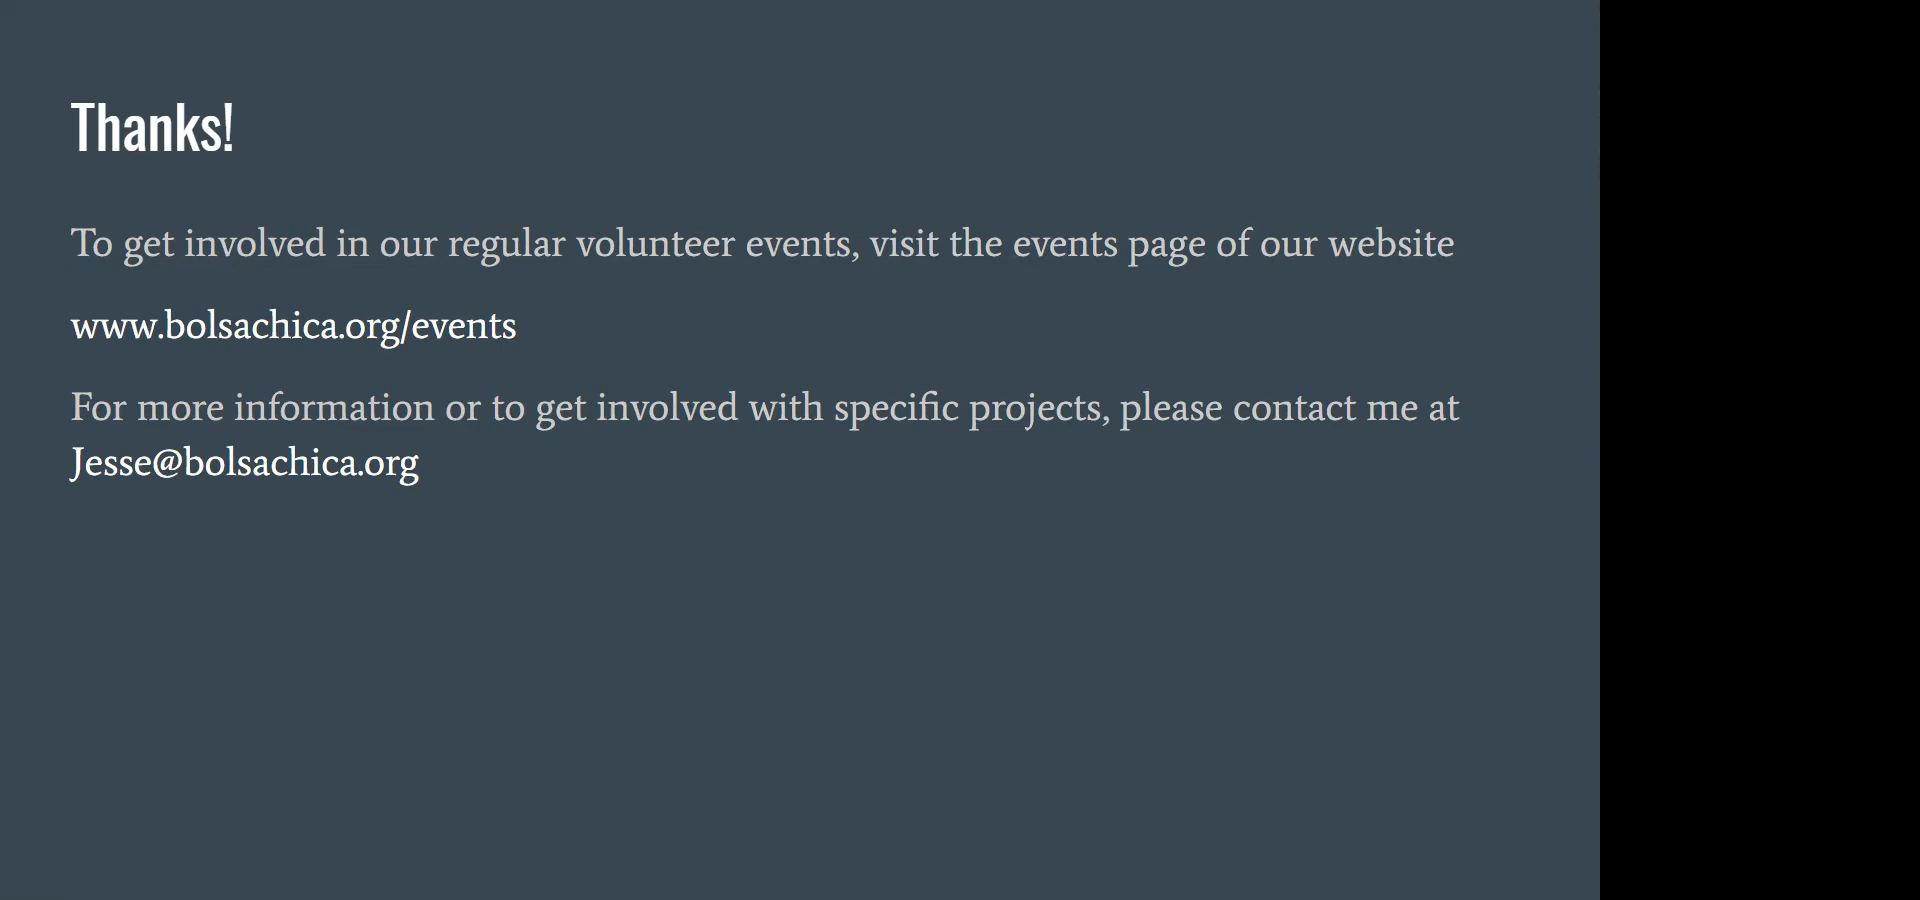 Thanks!
To get involved in our regular volunteer events, visit the events page of our website
www.bolsachica.org/events
For more information or to get involved with specific projects, please contact me at
Jesse@bolsachica.org